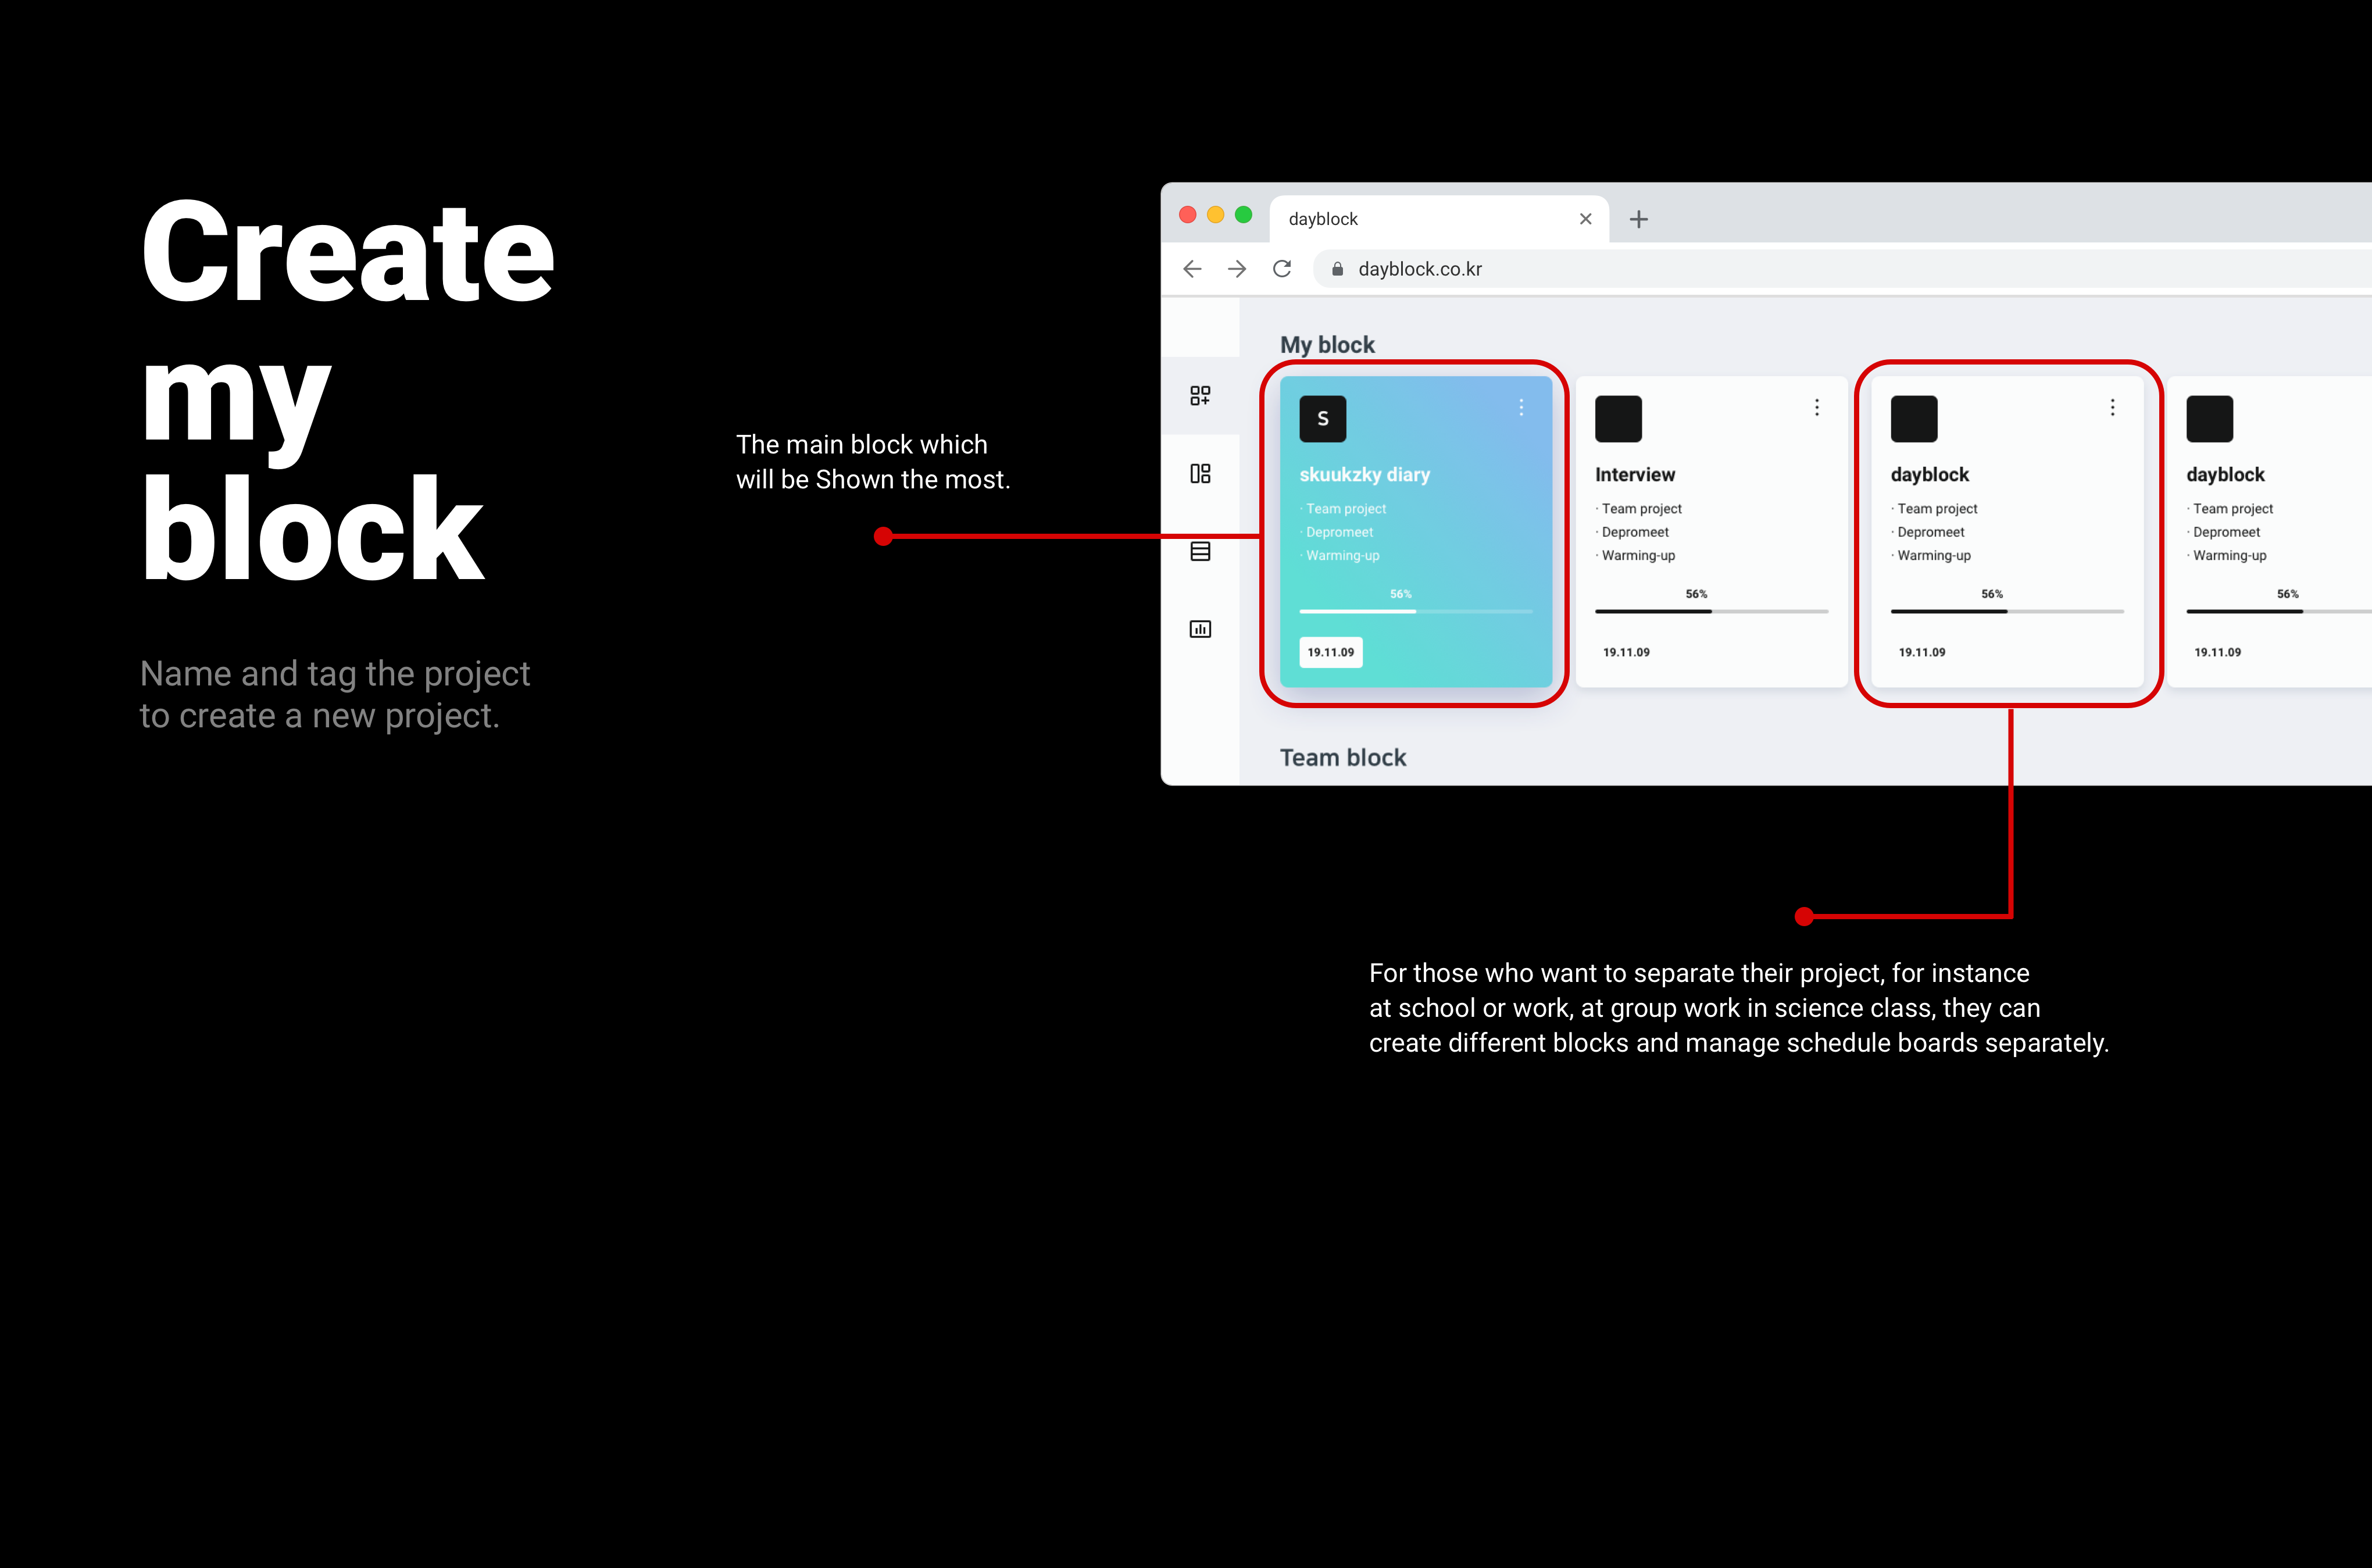 Create
my
block
Name and tag the project
to create a new project.
The main block which
will be Shown the most.
dayblock
dayblock.co.kr
My block
S
skuukzky diary
· Team project
· Depromeet
· Warming-up
56%
19.11.09
Interview
· Team project
· Depromeet
· Warming-up
56%
19.11.09
dayblock
· Team project
· Depromeet
· Warming-up
56%
19.11.09
dayblock
· Team project
· Depromeet
· Warming-up
56%
19.11.09
Team block
For those who want to separate their project, for instance
at school or work, at group work in science class, they can
create different blocks and manage schedule boards separately.